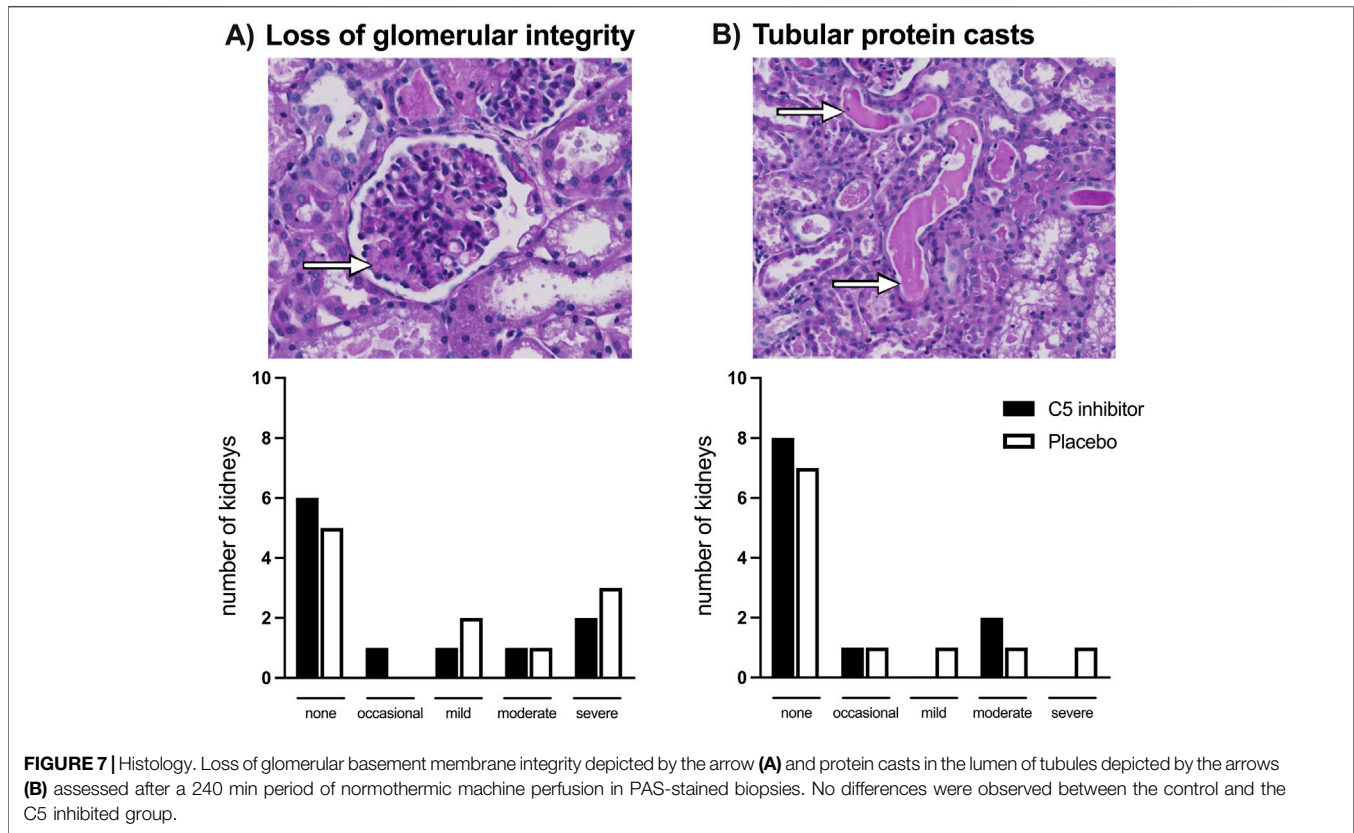 A) Loss of glomerular integrity
B) Tubular protein casts
number of kidneys
10
8
6
4
2
0
none occasional mild moderate severe
number of kidneys
10
8
6
4
2
0
none occasional mild moderate severe
C5 inhibitor
Placebo
FIGURE 7 | Histology. Loss of glomerular basement membrane integrity depicted by the arrow (A) and protein casts in the lumen of tubules depicted by the arrows
(B) assessed after a 240 min period of normothermic machine perfusion in PAS-stained biopsies. No differences were observed between the control and the
C5 inhibited group.